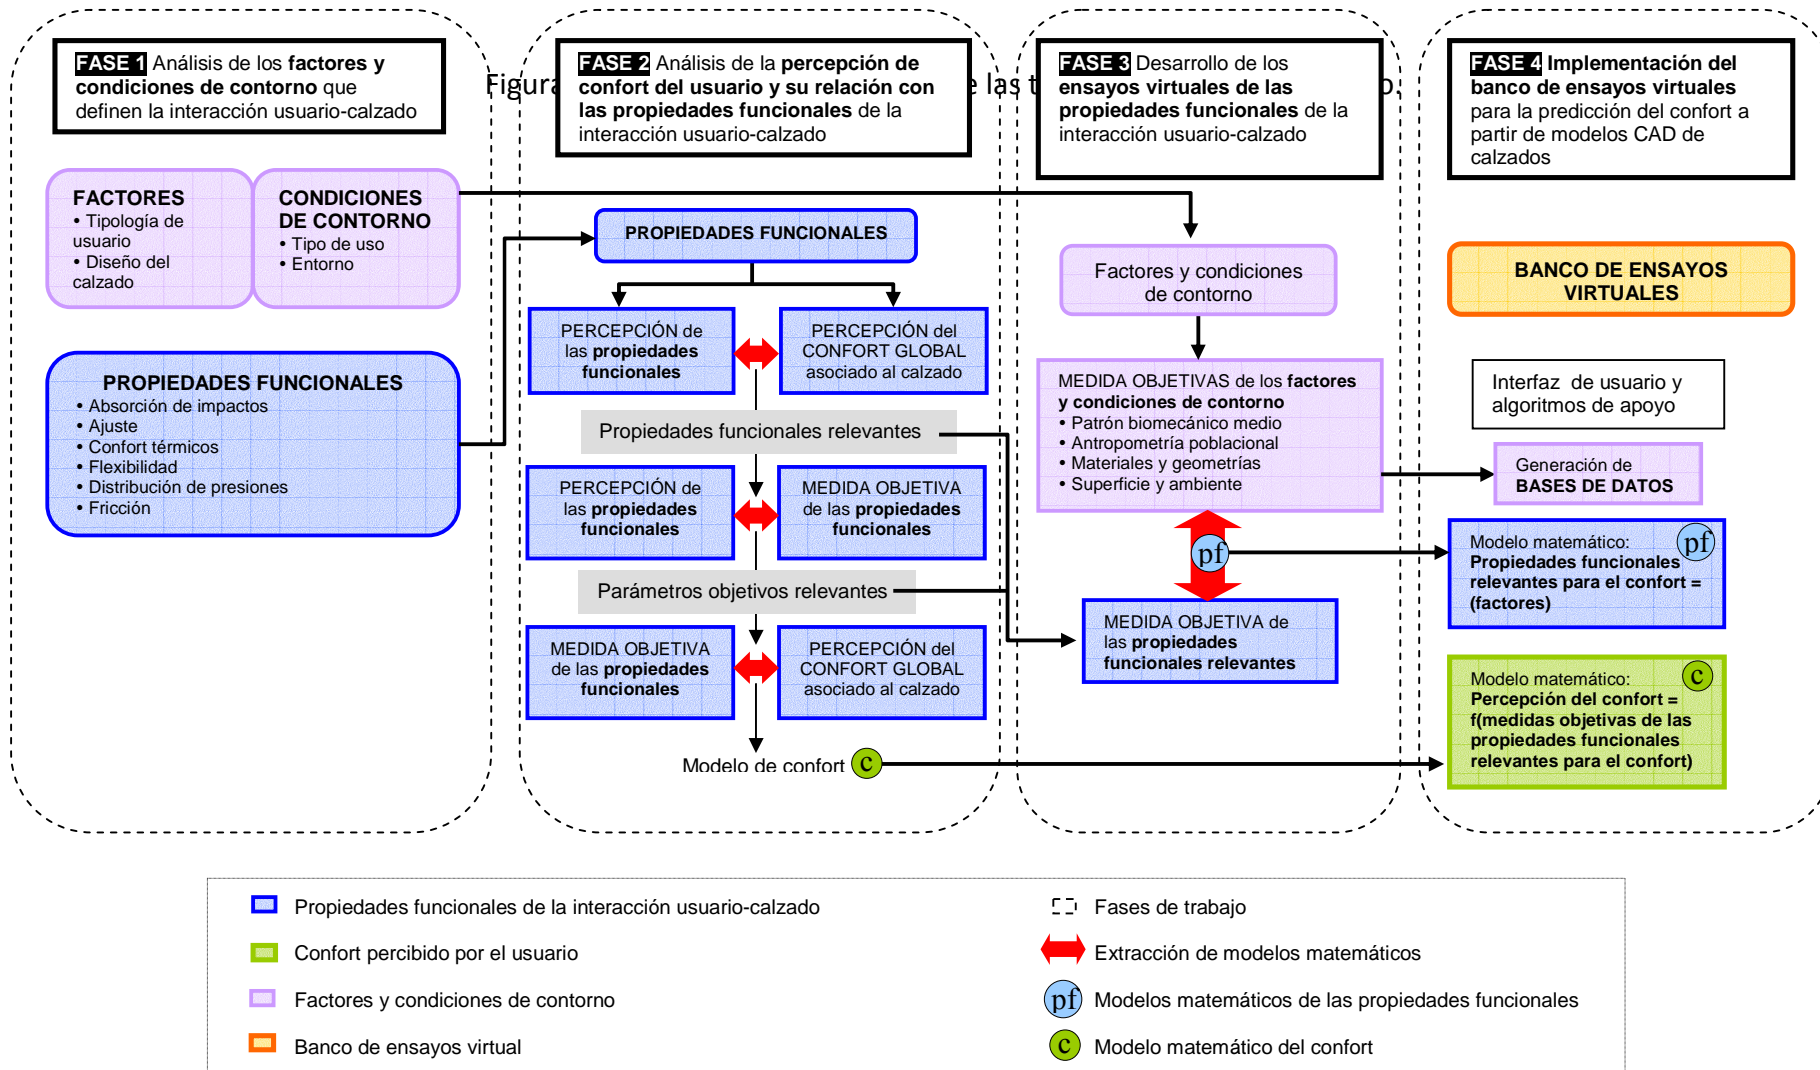 FASE 1 Análisis de los factores y
condiciones de contorno que
definen la interacción usuario-calzado
FACTORES
• Tipología de
usuario
• Diseño del
calzado
CONDICIONES
DE CONTORNO
• Tipo de uso
• Entorno
PROPIEDADES FUNCIONALES
• Absorción de impactos
• Ajuste
• Confort térmicos
• Flexibilidad
• Distribución de presiones
• Fricción
Figura
FASE 2 Análisis de la percepción de
confort del usuario y su relación con
las propiedades funcionales de la
interacción usuario-calzado
e las t
PROPIEDADES FUNCIONALES
PERCEPCIÓN de
las propiedades
funcionales
PERCEPCIÓN del
CONFORT GLOBAL
asociado al calzado
Propiedades funcionales relevantes
PERCEPCIÓN de
las propiedades
funcionales
MEDIDA OBJETIVA
de las propiedades
funcionales
Parámetros objetivos relevantes
MEDIDA OBJETIVA
de las propiedades
funcionales
PERCEPCIÓN del
CONFORT GLOBAL
asociado al calzado
Modelo de confort c
FASE 3 Desarrollo de los
ensayos virtuales de las
propiedades funcionales de la
interacción usuario-calzado
o.
Factores y condiciones
de contorno
MEDIDA OBJETIVAS de los factores
y condiciones de contorno
• Patrón biomecánico medio
• Antropometría poblacional
• Materiales y geometrías
• Superficie y ambiente
pf
MEDIDA OBJETIVA de
las propiedades
funcionales relevantes
FASE 4 Implementación del
banco de ensayos virtuales
para la predicción del confort a
partir de modelos CAD de
calzados
BANCO DE ENSAYOS
VIRTUALES
Interfaz de usuario y
algoritmos de apoyo
Generación de
BASES DE DATOS
Modelo matemático: pf
Propiedades funcionales
relevantes para el confort =
(factores)
Modelo matemático: c
Percepción del confort =
f(medidas objetivas de las
propiedades funcionales
relevantes para el confort)
Propiedades funcionales de la interacción usuario-calzado
Confort percibido por el usuario
Factores y condiciones de contorno
Banco de ensayos virtual
Fases de trabajo
Extracción de modelos matemáticos
pf Modelos matemáticos de las propiedades funcionales
c Modelo matemático del confort